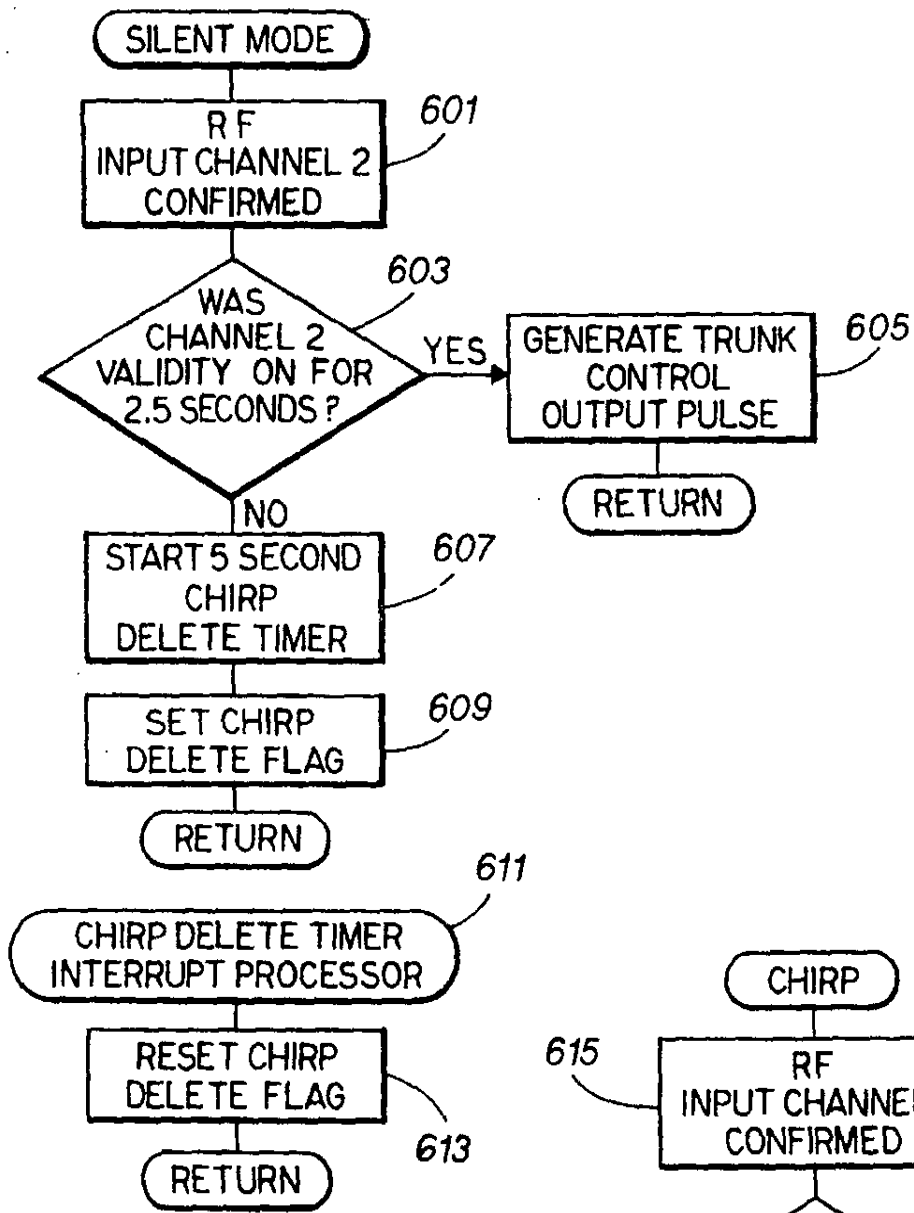 SILENT MODE
RF
INPUT CHANNEL 2
CONFIRMED
601
WAS
CHANNEL 2
VALIDITY ON FOR
2.5 SECONDS?
603
YES
GENERATE TRUNK
CONTROL
OUTPUT PULSE
605
RETURN
NO
START 5 SECOND
CHIRP
DELETE TIMER
607
SET CHIRP
DELETE FLAG
609
RETURN
CHIRP DELETE TIMER
INTERRUPT PROCESSOR
611
RESET CHIRP
DELETE FLAG
613
RETURN
CHIRP
615
RF
INPUT CHANNEL
CONFIRMED